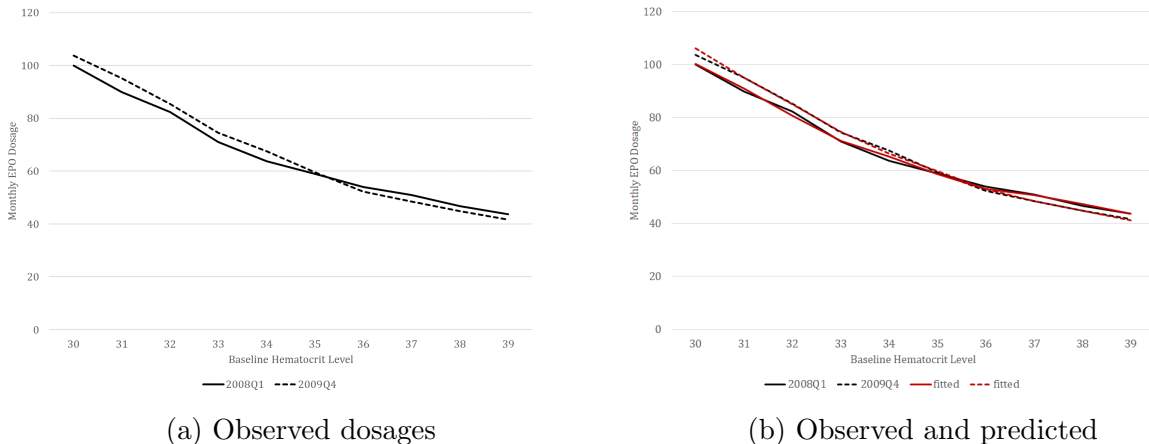 120
100
80
60
40
20
0
Monthly EPO Dosage
30 31 32 33 34 35 36 37 38 39
Baseline Hematocrit Level
2008Q1 2009Q4
(a) Observed dosages
120
100
80
60
40
20
0
Monthly EPO Dosage
30 31 32 33 34 35 36 37 38 39
Baseline Hematocrit Level
2008Q1 2009Q4 fitted fitted
(b) Observed and predicted